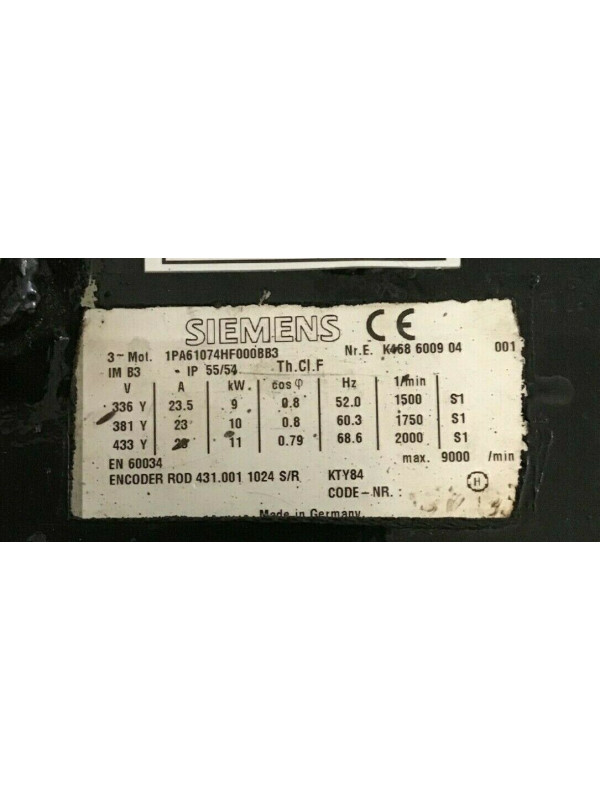 SIEMENS CE
3~Mot. 1PA61074HF000BB3 Nr.E. K468 6009 04 001
IM B3 IP 55/54 Th.Cl.F
V A kW cos φ Hz 1/min
336 Y 23.5 9 0.8 52.0 1500 S1
381 Y 23 10 0.8 60.3 1750 S1
433 Y 23 11 0.79 68.6 2000 S1
EN 60034 max. 9000 /min
ENCODER ROD 431.001 1024 S/R KTY84 H
CODE-NR. :
Made in Germany